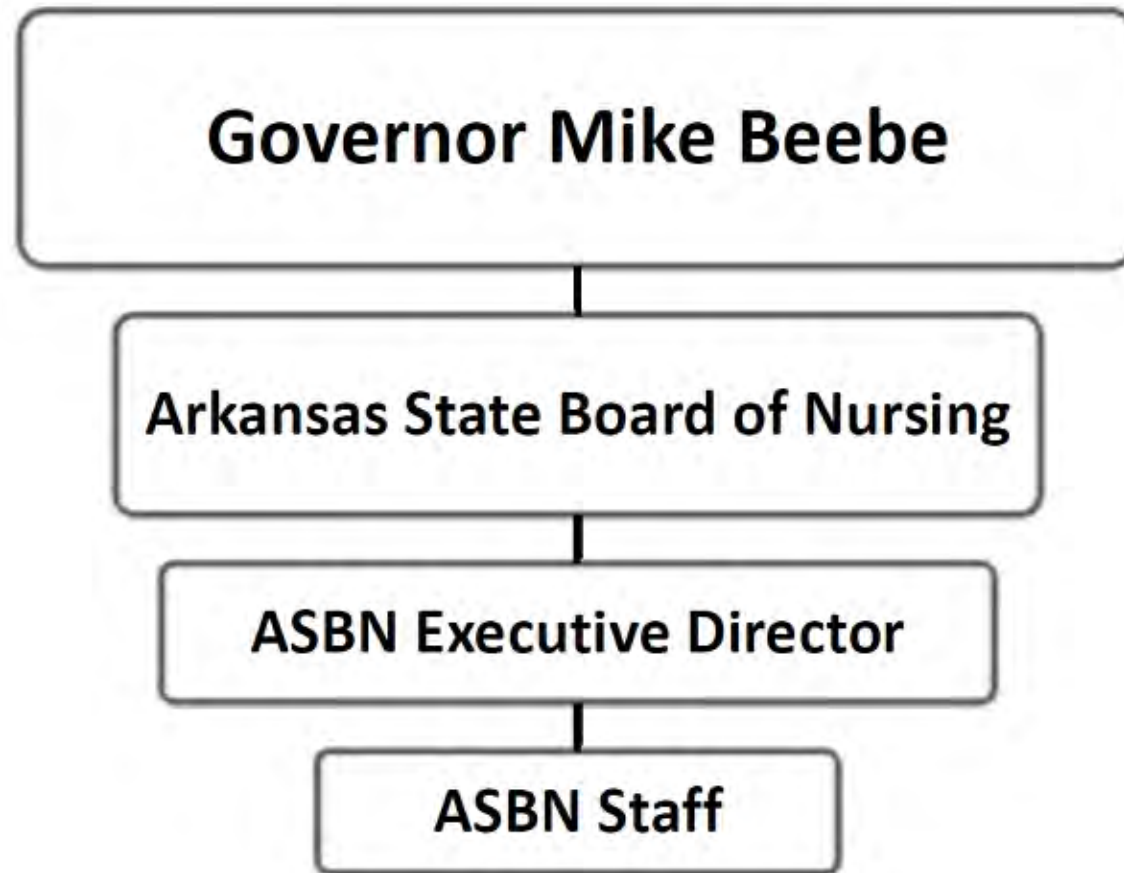 Governor Mike Beebe
Arkansas State Board of Nursing
ASBN Executive Director
ASBN Staff